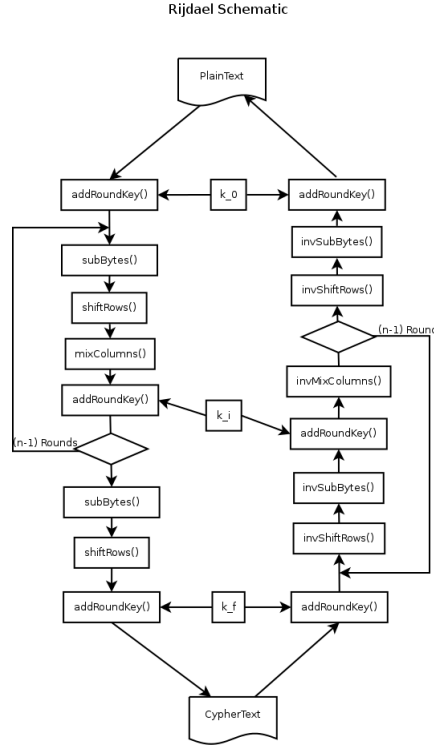 Rijdael Schematic
PlainText
addRoundKey()
k_0
addRoundKey()
subBytes()
invSubBytes()
shiftRows()
invShiftRows()
mixColumns()
(n-1) Roun
addRoundKey()
invMixColumns()
k_i
addRoundKey()
(n-1) Rounds
subBytes()
invSubBytes()
shiftRows()
invShiftRows()
addRoundKey()
k_f
addRoundKey()
CypherText